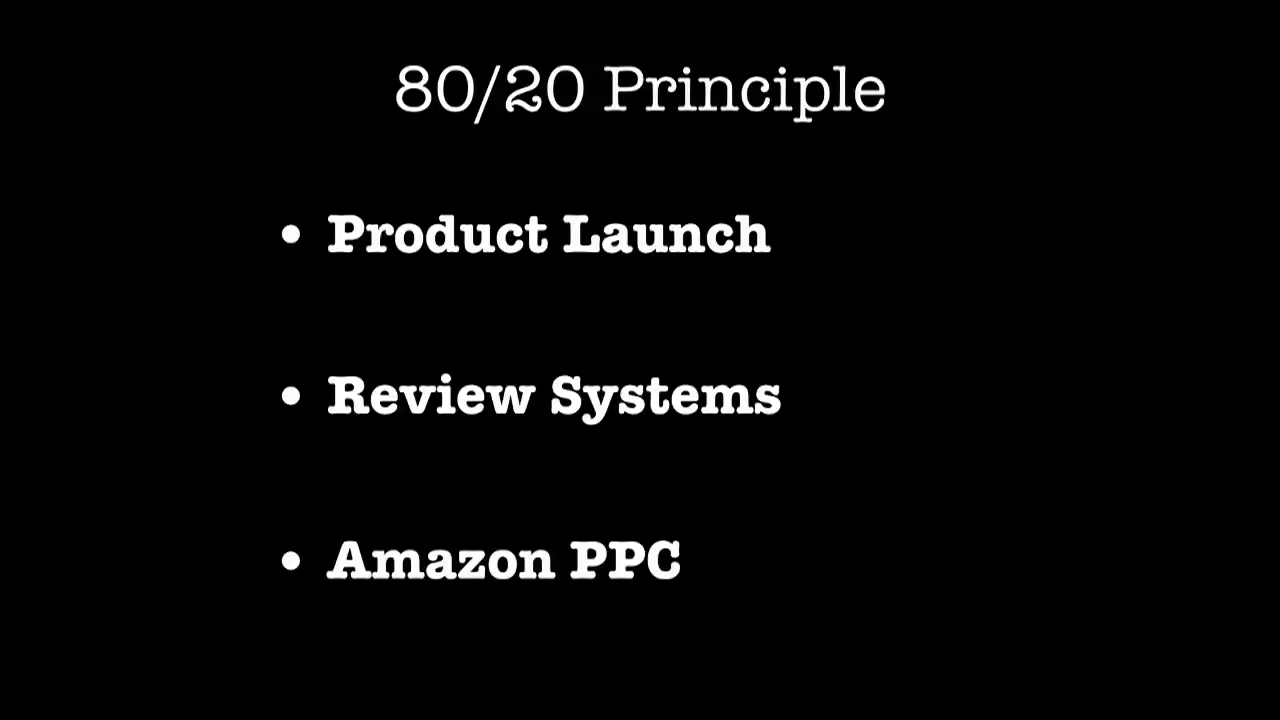 80/20 Principle
• Product Launch
• Review Systems
• Amazon PPC